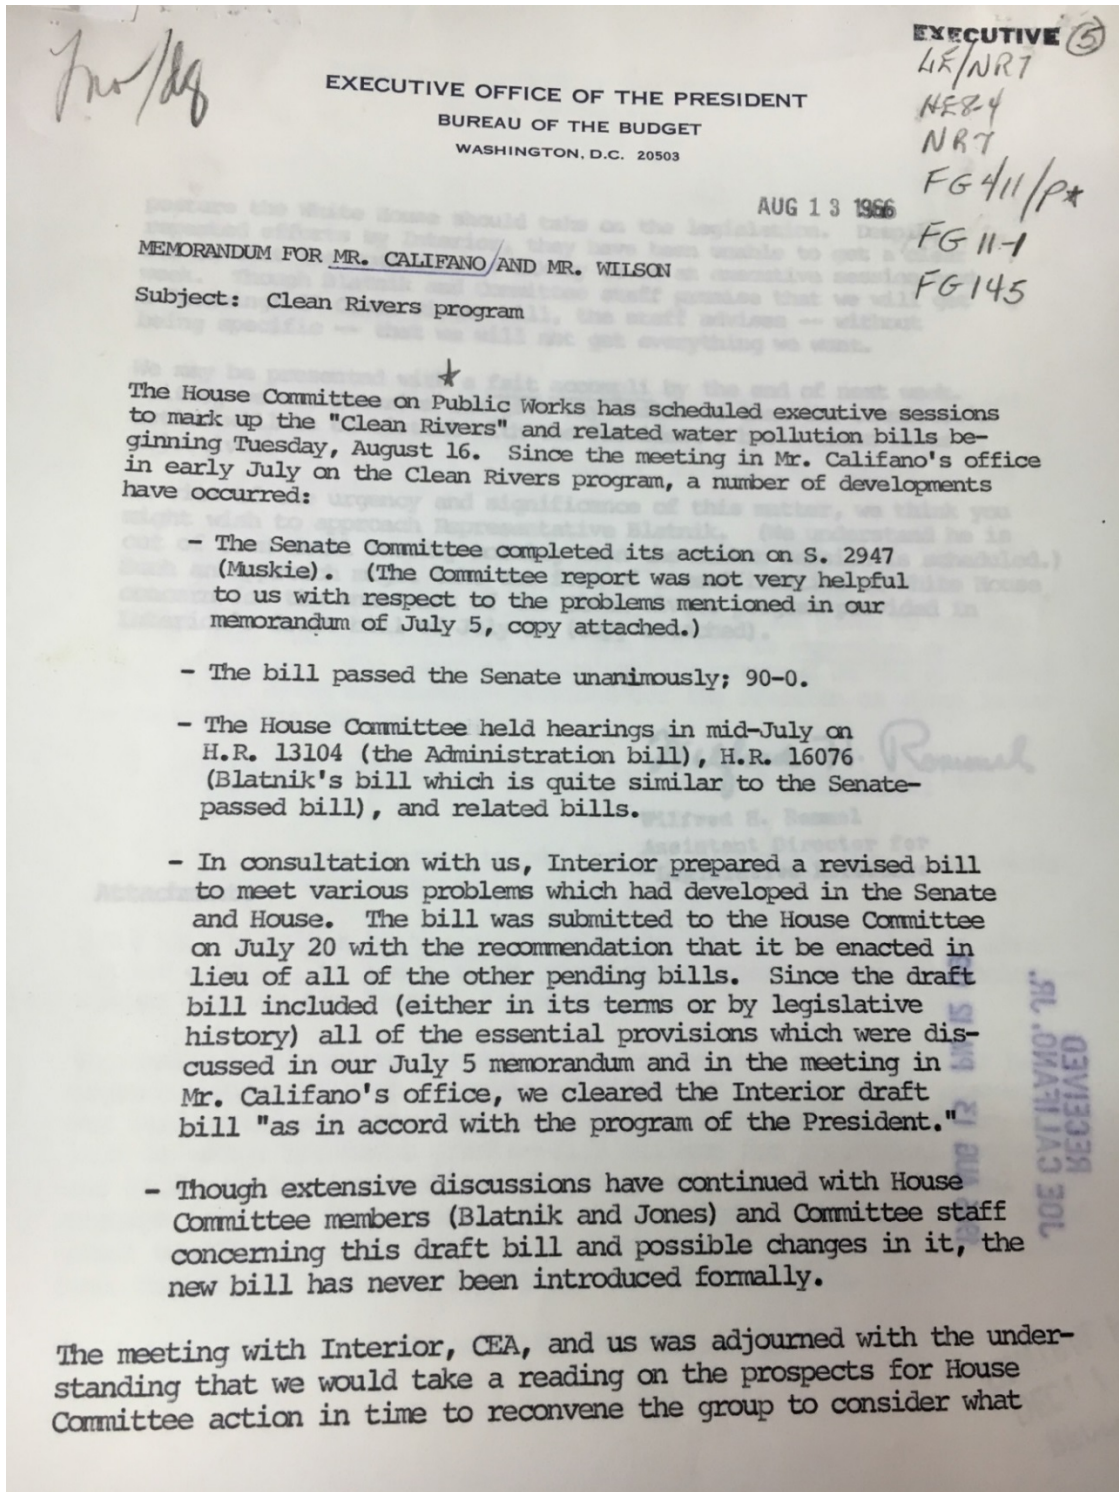 EXECUTIVE 5
LE/NR7
HE8-4
NR7
FG 411/P*
FG 11-1
FG 145
EXECUTIVE OFFICE OF THE PRESIDENT
BUREAU OF THE BUDGET
WASHINGTON, D.C. 20503
AUG 13 1966
MEMORANDUM FOR MR. CALIFANO/AND MR. WILSON
Subject: Clean Rivers program
The House Committee on Public Works has scheduled executive sessions
to mark up the "Clean Rivers" and related water pollution bills be-
ginning Tuesday, August 16. Since the meeting in Mr. Califano's office
in early July on the Clean Rivers program, a number of developments
have occurred:
- The Senate Committee completed its action on S. 2947
(Muskie). (The Committee report was not very helpful
to us with respect to the problems mentioned in our
memorandum of July 5, copy attached.)
- The bill passed the Senate unanimously; 90-0.
- The House Committee held hearings in mid-July on
H.R. 13104 (the Administration bill), H.R. 16076
(Blatnik's bill which is quite similar to the Senate-
passed bill), and related bills.
- In consultation with us, Interior prepared a revised bill
to meet various problems which had developed in the Senate
and House. The bill was submitted to the House Committee
on July 20 with the recommendation that it be enacted in
lieu of all of the other pending bills. Since the draft
bill included (either in its terms or by legislative
history) all of the essential provisions which were dis-
cussed in our July 5 memorandum and in the meeting in
Mr. Califano's office, we cleared the Interior draft
bill "as in accord with the program of the President."
- Though extensive discussions have continued with House
Committee members (Blatnik and Jones) and Committee staff
concerning this draft bill and possible changes in it, the
new bill has never been introduced formally.
The meeting with Interior, CEA, and us was adjourned with the under-
standing that we would take a reading on the prospects for House
Committee action in time to reconvene the group to consider what
RECEIVED
JOE CALIFANO, JR.